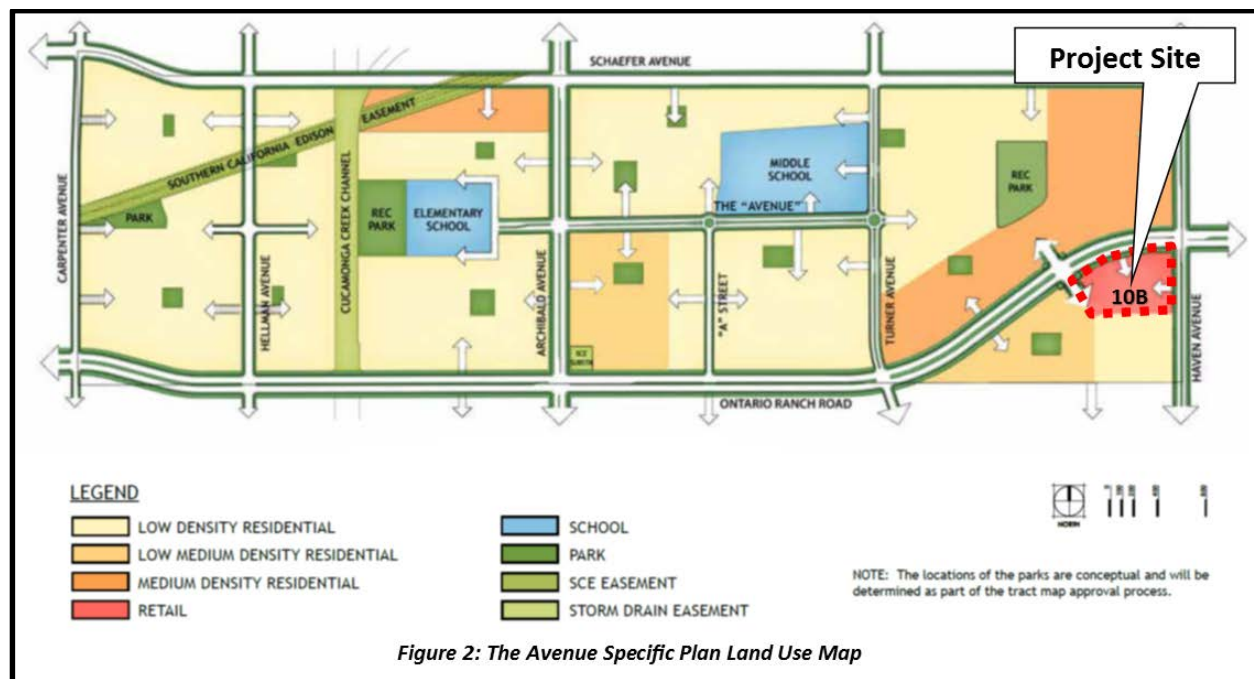 Project Site
SCHAEFER AVENUE
SOUTHERN CALIFORNIA EDISON EASEMENT
CARPENTER AVENUE
PARK
HELLMAN AVENUE
CUCAMONGA CREEK CHANNEL
REC
PARK
ELEMENTARY
SCHOOL
ARCHIBALD AVENUE
MIDDLE
SCHOOL
THE "AVENUE"
"A" STREET
TURNER AVENUE
REC
PARK
10B
HAVEN AVENUE
SCE
ONTARIO RANCH ROAD
LEGEND
LOW DENSITY RESIDENTIAL
LOW MEDIUM DENSITY RESIDENTIAL
MEDIUM DENSITY RESIDENTIAL
RETAIL
SCHOOL
PARK
SCE EASEMENT
STORM DRAIN EASEMENT
NORTH
NOTE: The locations of the parks are conceptual and will be
determined as part of the tract map approval process.
Figure 2: The Avenue Specific Plan Land Use Map